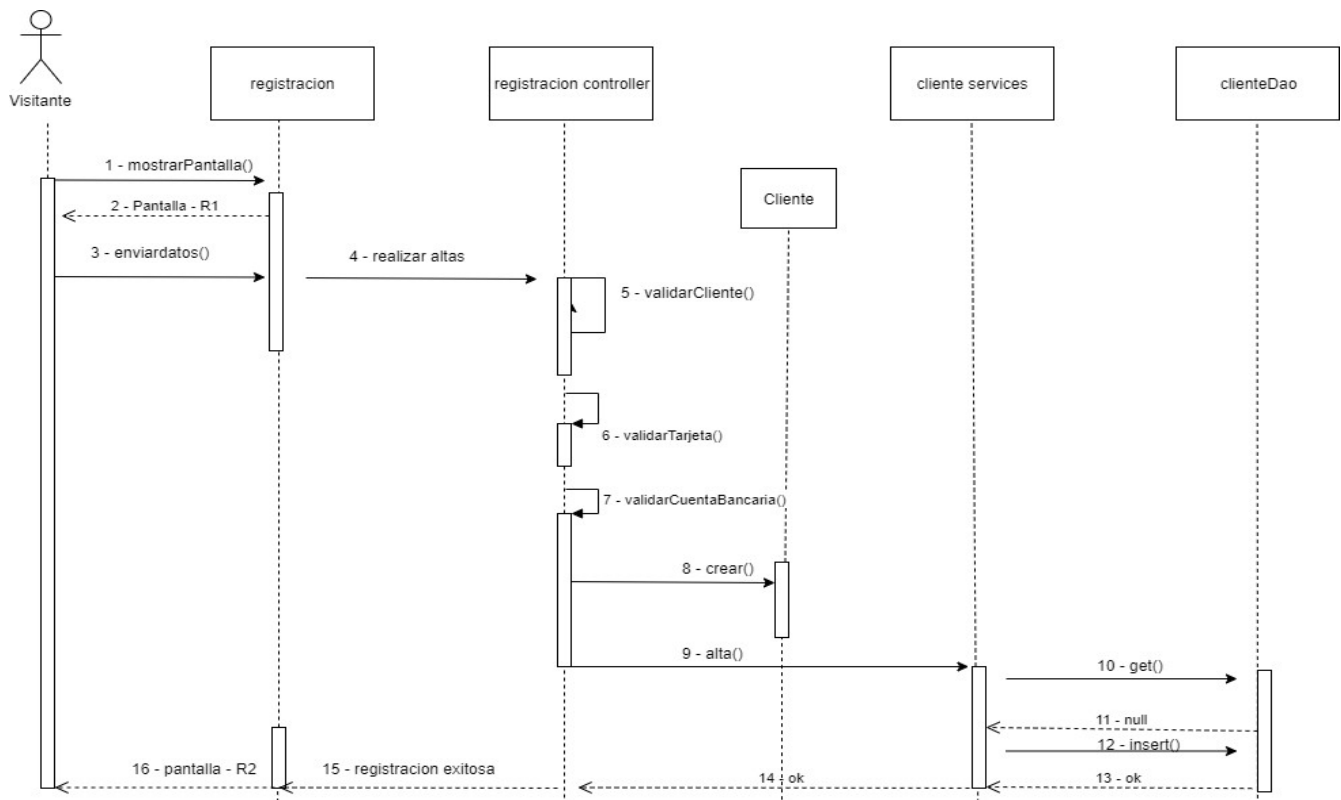 Visitante
registracion
registracion controller
cliente services
clienteDao
Cliente
1 - mostrarPantalla()
2 - Pantalla - R1
3 - enviardatos()
4 - realizar altas
5 - validarCliente()
6 - validarTarjeta()
7 - validarCuentaBancaria()
8 - crear()
9 - alta()
10 - get()
11 - null
12 - insert()
13 - ok
14 - ok
15 - registracion exitosa
16 - pantalla - R2